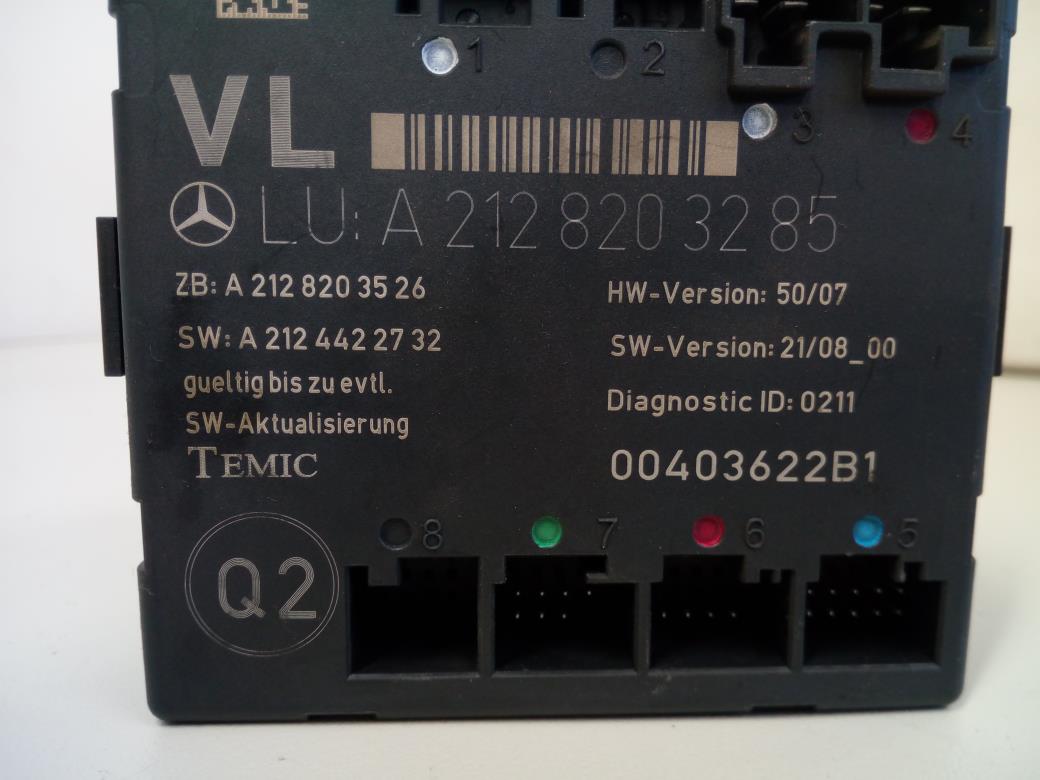 1 2
3 4
VL
LU: A 212 820 32 85
ZB: A 212 820 35 26
HW-Version: 50/07
SW: A 212 442 27 32
SW-Version: 21/08_00
gueltig bis zu evtl.
SW-Aktualisierung
Diagnostic ID: 0211
TEMIC
00403622B1
8 7 6 5
Q2